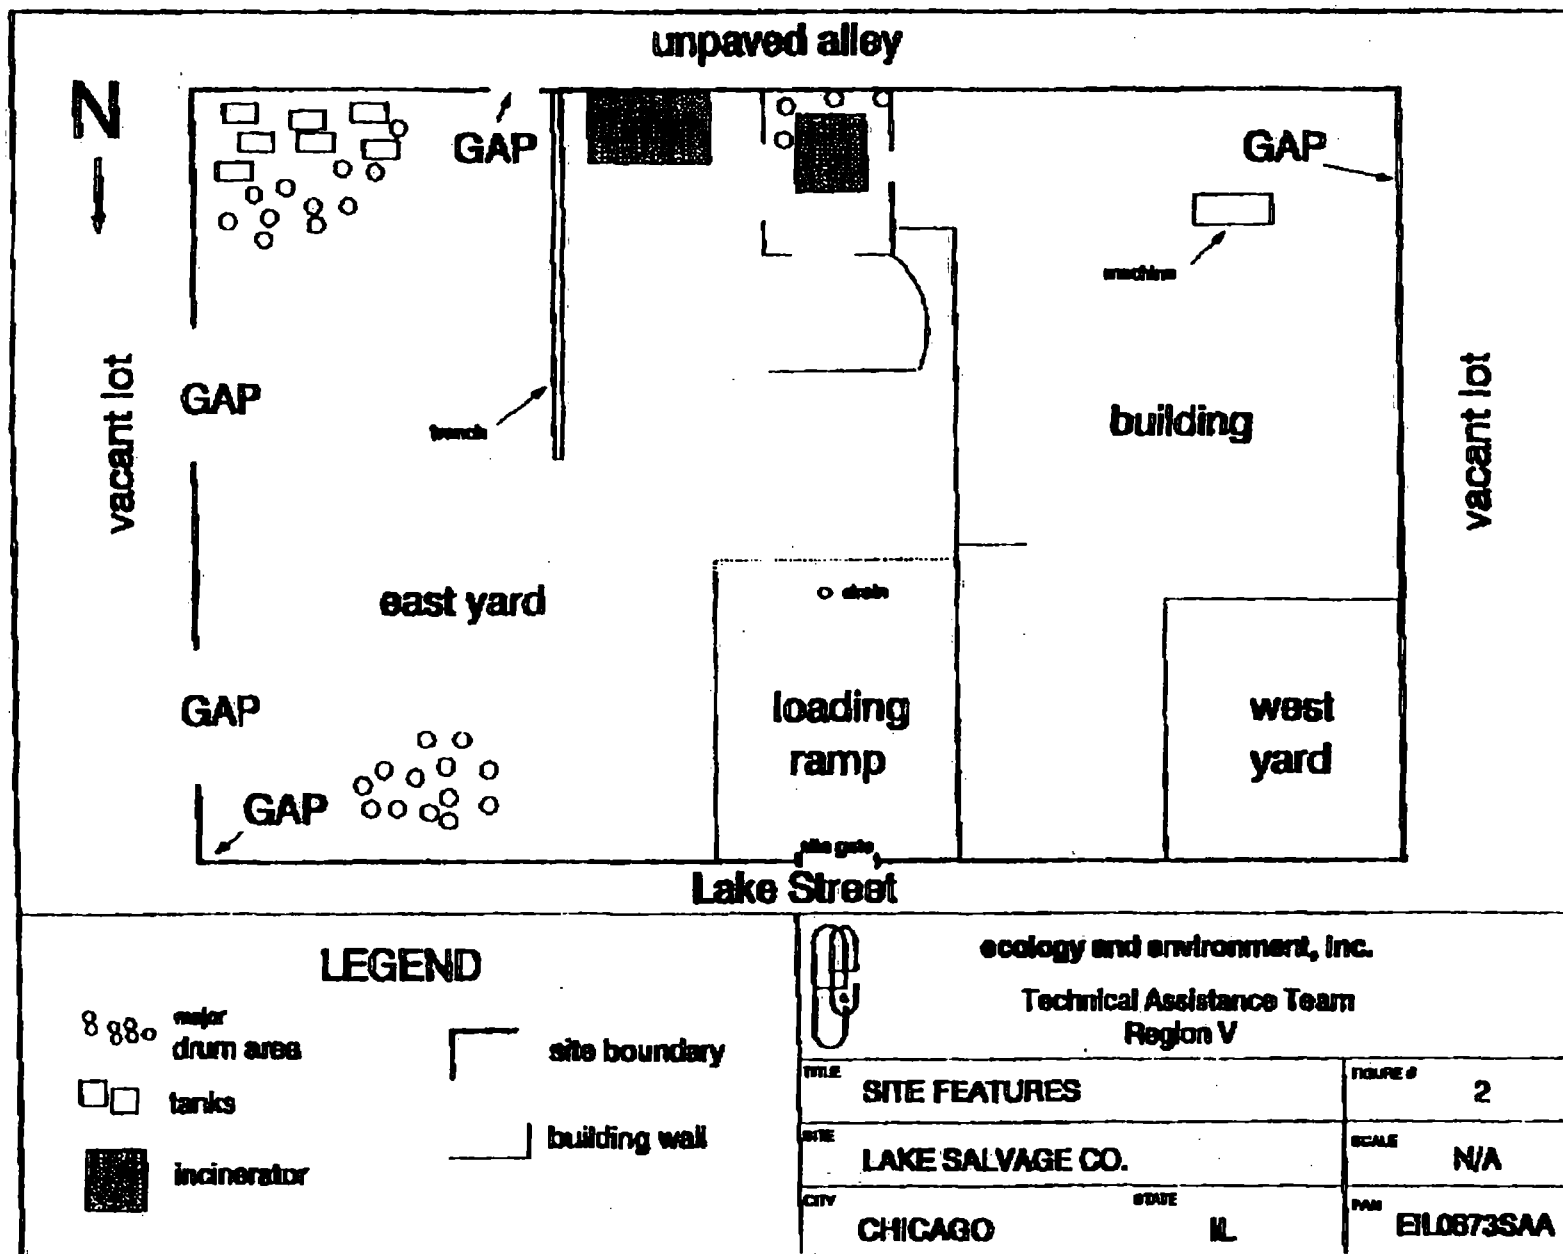 unpaved alley
N
GAP
GAP
machine
vacant lot
GAP
trench
building
vacant lot
east yard
drain
GAP
loading
ramp
west
yard
GAP
site gate
Lake Street
LEGEND
major
drum area
tanks
incinerator
site boundary
building wall
ecology and environment, inc.
Technical Assistance Team
Region V
TITLE
SITE FEATURES
FIGURE #
2
SITE
LAKE SALVAGE CO.
SCALE
N/A
CITY
CHICAGO
STATE
IL
PAN
EIL0673SAA